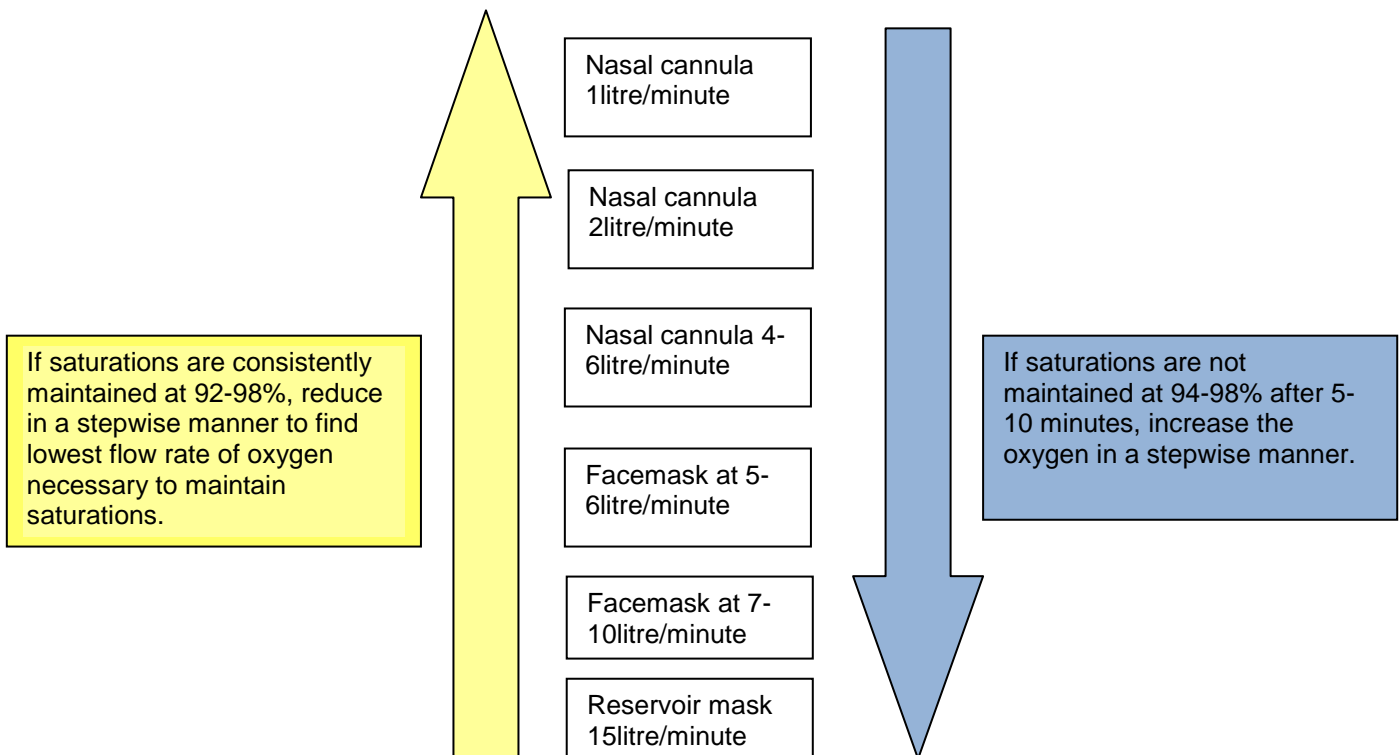 Nasal cannula
1litre/minute
Nasal cannula
2litre/minute
Nasal cannula 4-
6litre/minute
If saturations are consistently
maintained at 92-98%, reduce
in a stepwise manner to find
lowest flow rate of oxygen
necessary to maintain
saturations.
If saturations are not
maintained at 94-98% after 5-
10 minutes, increase the
oxygen in a stepwise manner.
Facemask at 5-
6litre/minute
Facemask at 7-
10litre/minute
Reservoir mask
15litre/minute